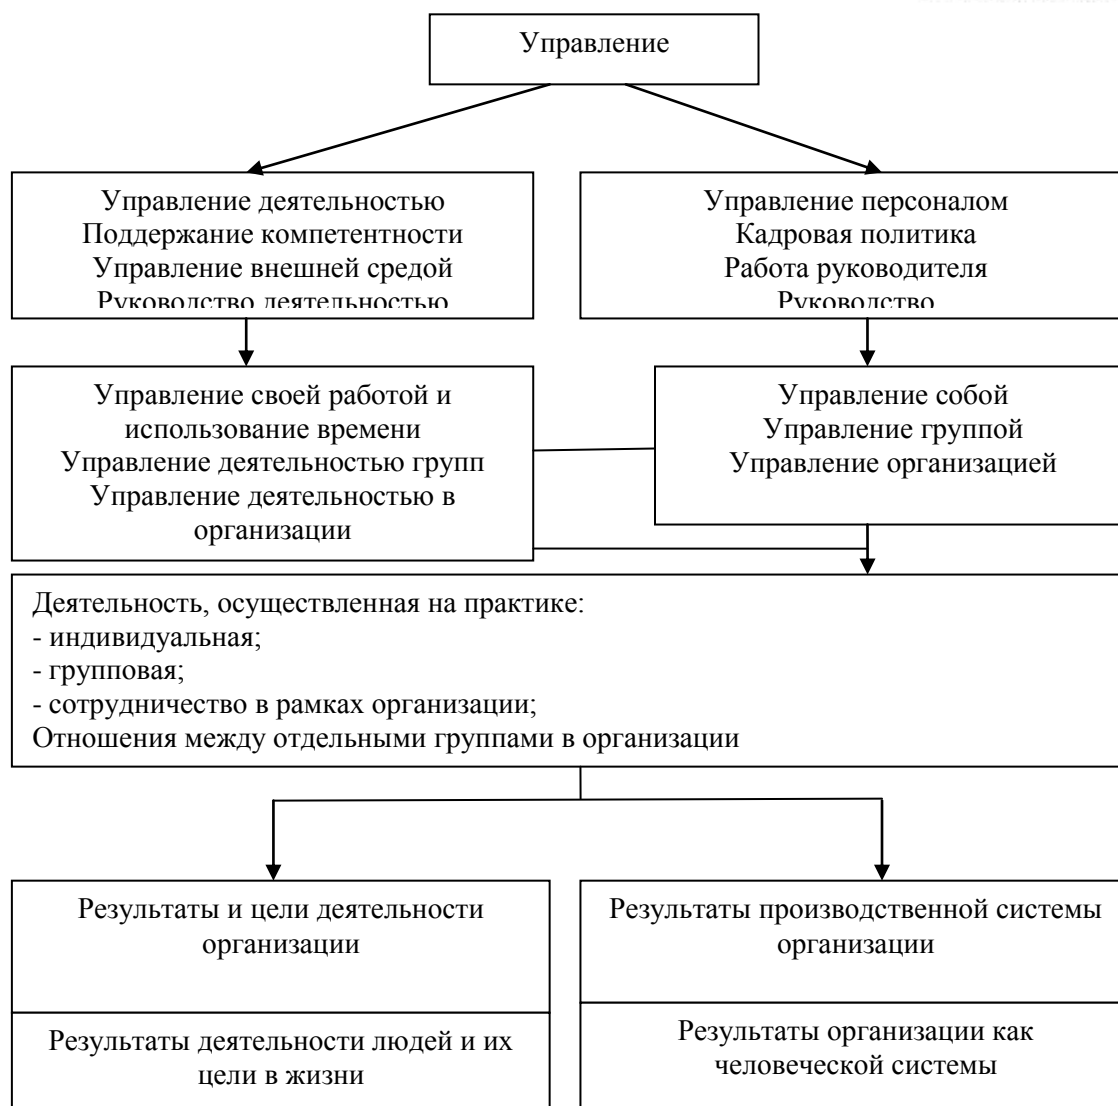 Управление
Управление деятельностью
Поддержание компетентности
Управление внешней средой
Руководство деятельностью
Управление персоналом
Кадровая политика
Работа руководителя
Руководство
Управление своей работой и
использование времени
Управление деятельностью групп
Управление деятельностью в
организации
Управление собой
Управление группой
Управление организацией
Деятельность, осуществленная на практике:
- индивидуальная;
- групповая;
- сотрудничество в рамках организации;
Отношения между отдельными группами в организации
Результаты и цели деятельности
организации
Результаты деятельности людей и их
цели в жизни
Результаты производственной системы
организации
Результаты организации как
человеческой системы